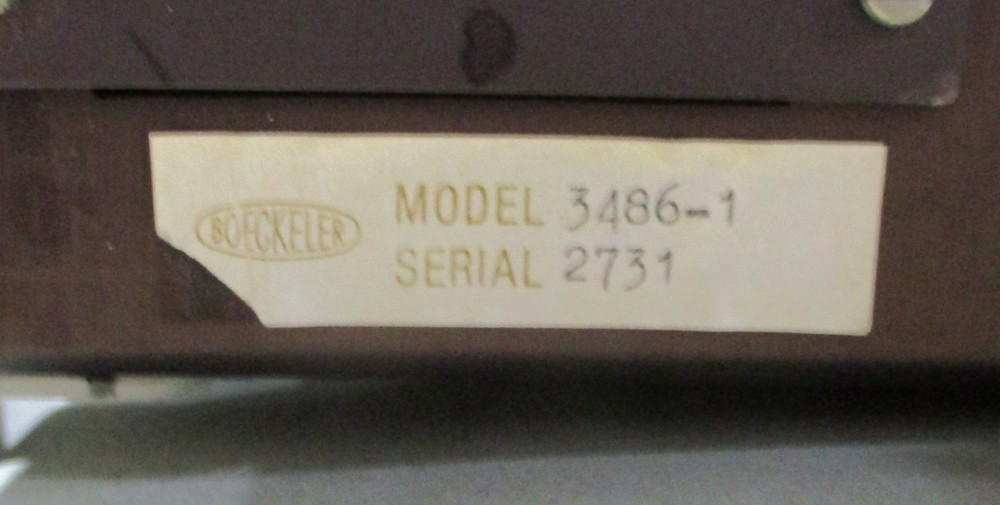 BOECKELER
MODEL 3486-1
SERIAL 2731